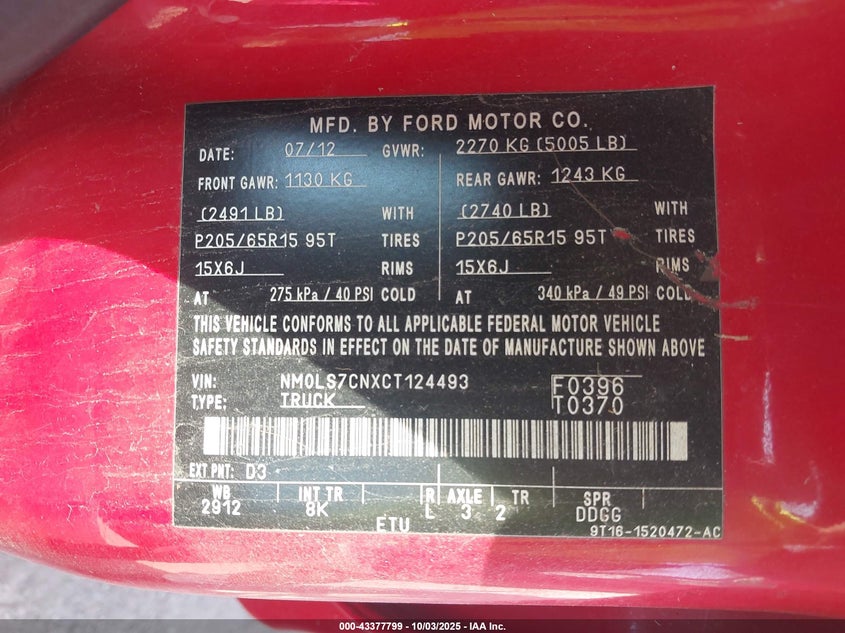 MFD. BY FORD MOTOR CO.
DATE: 07/12 GVWR: 2270 KG (5005 LB)
FRONT GAWR: 1130 KG REAR GAWR: 1243 KG
(2491 LB) WITH (2740 LB) WITH
P205/65R15 95T TIRES P205/65R15 95T TIRES
15X6J RIMS 15X6J RIMS
AT 275 kPa / 40 PSI COLD AT 340 kPa / 49 PSI COLD
THIS VEHICLE CONFORMS TO ALL APPLICABLE FEDERAL MOTOR VEHICLE
SAFETY STANDARDS IN EFFECT ON THE DATE OF MANUFACTURE SHOWN ABOVE
VIN: NM0LS7CNXCT124493 F0396
TYPE: TRUCK T0370
EXT PNT: D3
WB INT TR R AXLE TR SPR
2912 8K L 3 2 DDGG
ETU 9T16-1520472-AC
000-43377799 - 10/03/2025 - IAA Inc.